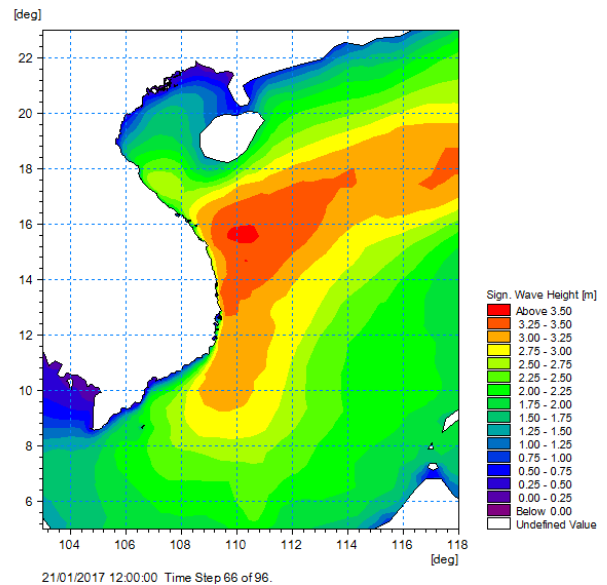 [deg]
22
20
18
16
14
12
10
8
6
104 106 108 110 112 114 116 118
[deg]
21/01/2017 12:00:00 Time Step 66 of 96.
Sign. Wave Height [m]
Above 3.50
3.25 - 3.50
3.00 - 3.25
2.75 - 3.00
2.50 - 2.75
2.25 - 2.50
2.00 - 2.25
1.75 - 2.00
1.50 - 1.75
1.25 - 1.50
1.00 - 1.25
0.75 - 1.00
0.50 - 0.75
0.25 - 0.50
0.00 - 0.25
Below 0.00
Undefined Value